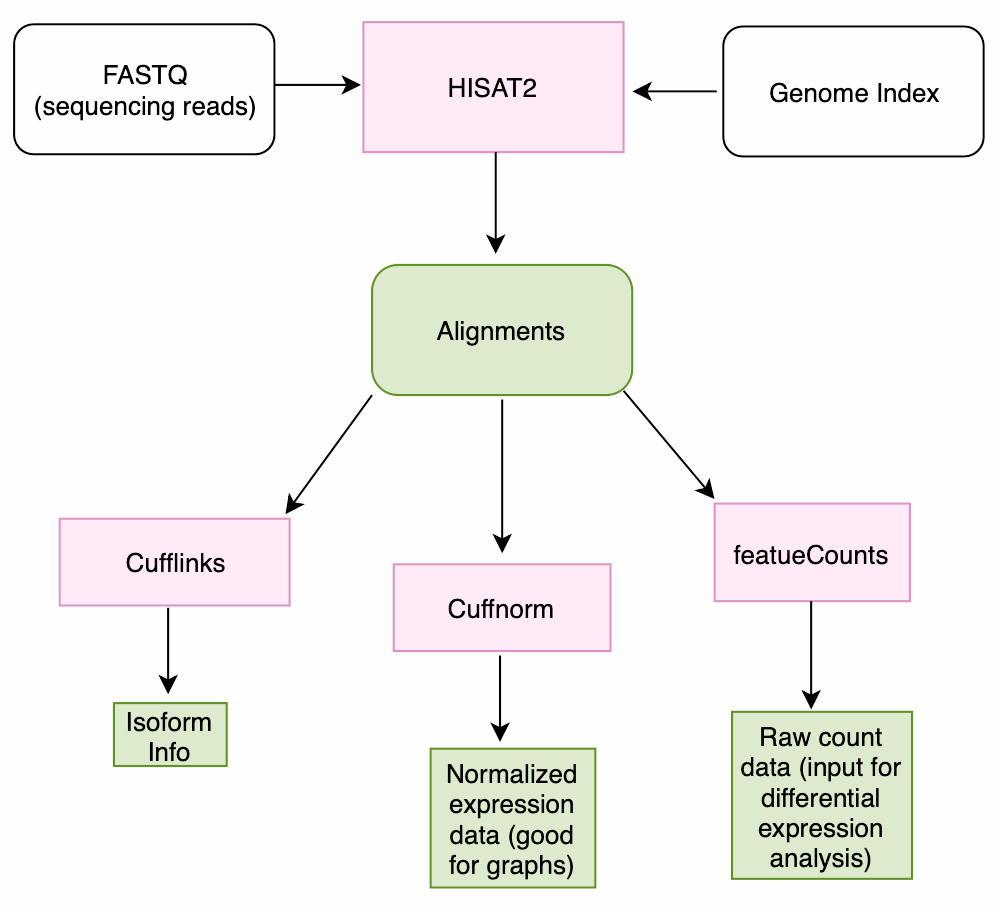 FASTQ
(sequencing reads)
HISAT2
Genome Index
Alignments
Cufflinks
Cuffnorm
featueCounts
Isoform
Info
Normalized
expression
data (good
for graphs)
Raw count
data (input for
differential
expression
analysis)